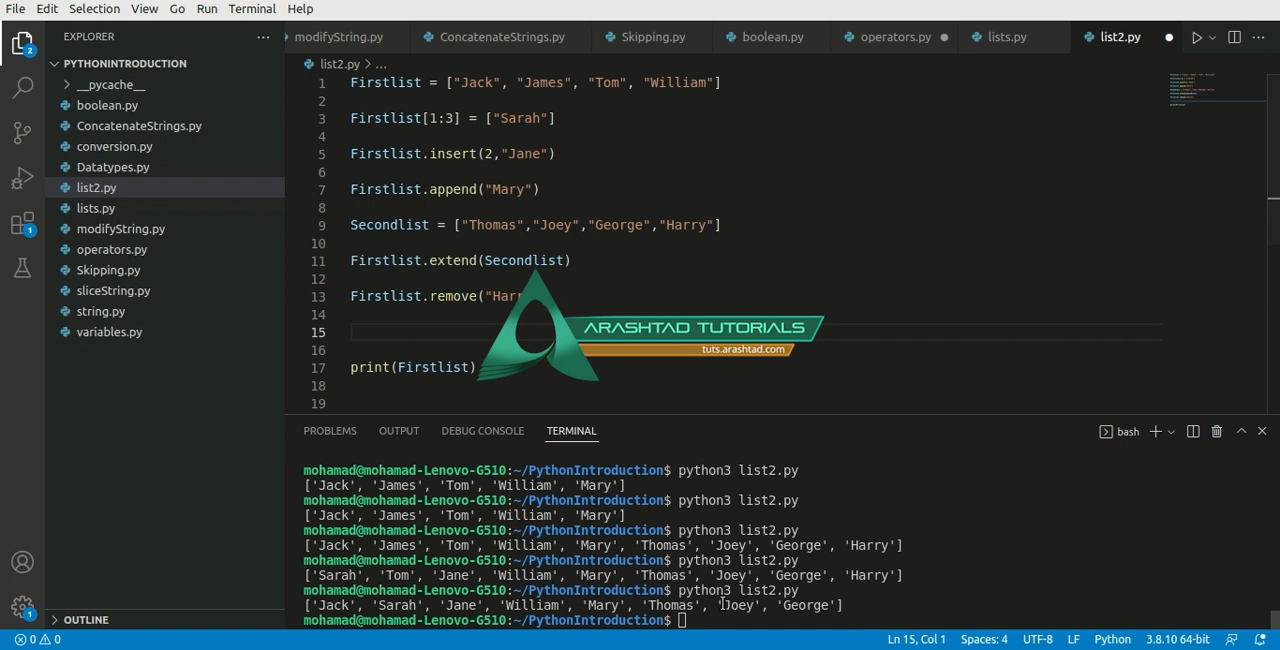 File Edit Selection View Go Run Terminal Help
EXPLORER
modifyString.py ConcatenateStrings.py Skipping.py boolean.py operators.py lists.py list2.py
PYTHONINTRODUCTION
__pycache__
boolean.py
ConcatenateStrings.py
conversion.py
Datatypes.py
list2.py
lists.py
modifyString.py
operators.py
Skipping.py
sliceString.py
string.py
variables.py
OUTLINE
2
1
1
list2.py > ...
1 Firstlist = ["Jack", "James", "Tom", "William"]
2
3 Firstlist[1:3] = ["Sarah"]
4
5 Firstlist.insert(2,"Jane")
6
7 Firstlist.append("Mary")
8
9 Secondlist = ["Thomas","Joey","George","Harry"]
10
11 Firstlist.extend(Secondlist)
12
13 Firstlist.remove("Har
14
15
16
17 print(Firstlist)
18
19
ARASHTAD TUTORIALS
tuts.arashtad.com
PROBLEMS OUTPUT DEBUG CONSOLE TERMINAL
bash
mohamad@mohamad-Lenovo-G510:~/PythonIntroduction$ python3 list2.py
['Jack', 'James', 'Tom', 'William', 'Mary']
mohamad@mohamad-Lenovo-G510:~/PythonIntroduction$ python3 list2.py
['Jack', 'James', 'Tom', 'William', 'Mary']
mohamad@mohamad-Lenovo-G510:~/PythonIntroduction$ python3 list2.py
['Jack', 'James', 'Tom', 'William', 'Mary', 'Thomas', 'Joey', 'George', 'Harry']
mohamad@mohamad-Lenovo-G510:~/PythonIntroduction$ python3 list2.py
['Sarah', 'Tom', 'Jane', 'William', 'Mary', 'Thomas', 'Joey', 'George', 'Harry']
mohamad@mohamad-Lenovo-G510:~/PythonIntroduction$ python3 list2.py
['Jack', 'Sarah', 'Jane', 'William', 'Mary', 'Thomas', 'Joey', 'George']
mohamad@mohamad-Lenovo-G510:~/PythonIntroduction$
0 0 Ln 15, Col 1 Spaces: 4 UTF-8 LF Python 3.8.10 64-bit